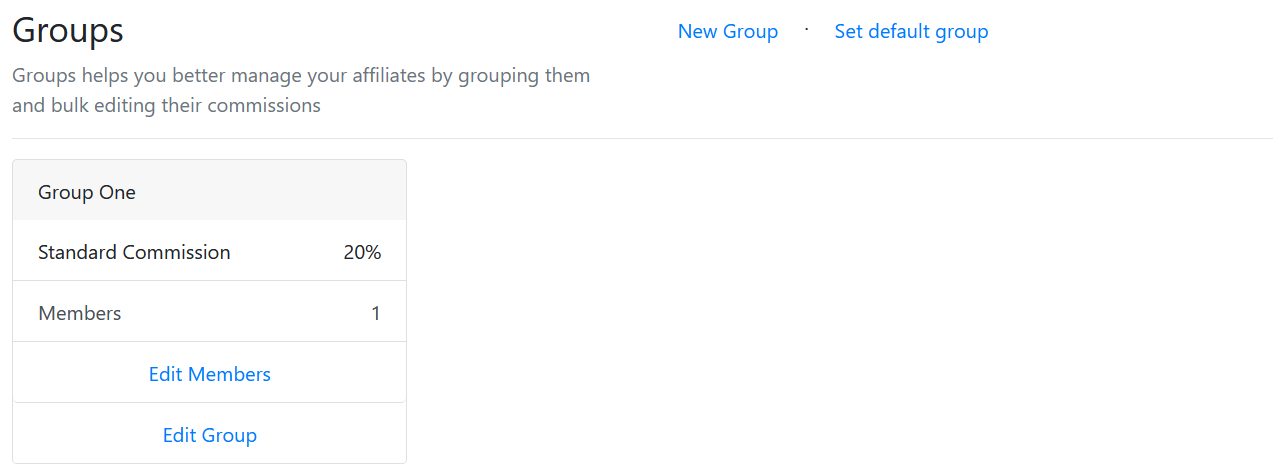 Groups
New Group · Set default group
Groups helps you better manage your affiliates by grouping them
and bulk editing their commissions
Group One
Standard Commission 20%
Members 1
Edit Members
Edit Group